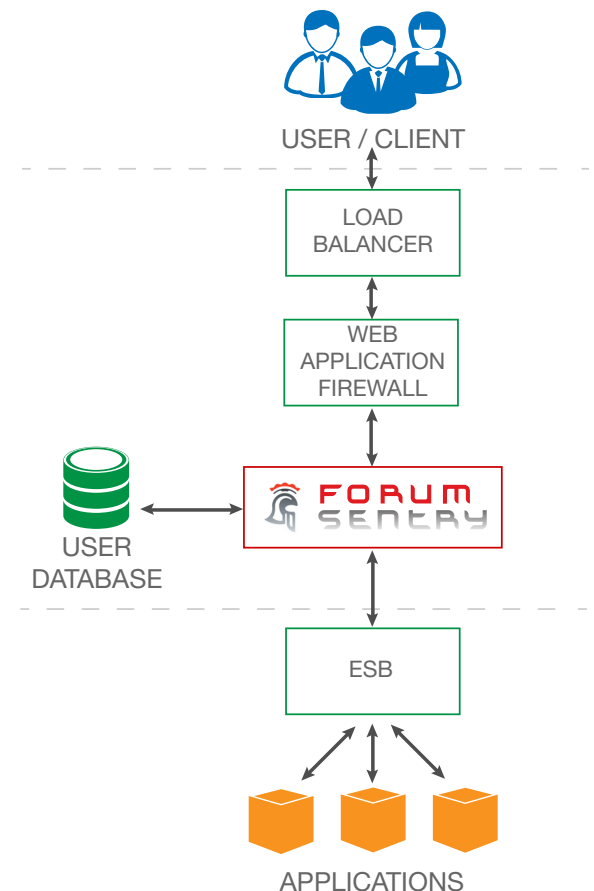 USER / CLIENT
LOAD
BALANCER
WEB
APPLICATION
FIREWALL
FORUM
SENTRY
USER
DATABASE
ESB
APPLICATIONS